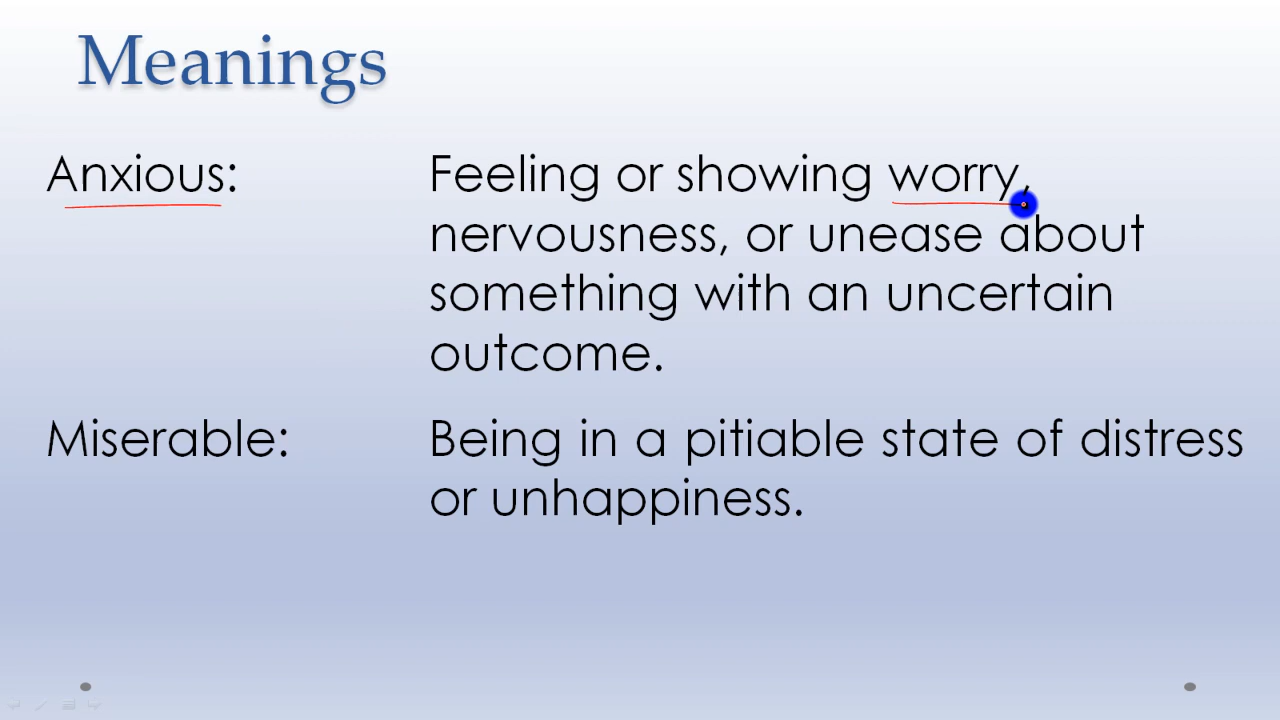 Meanings
Anxious: Feeling or showing worry,
nervousness, or unease about
something with an uncertain
outcome.
Miserable: Being in a pitiable state of distress
or unhappiness.